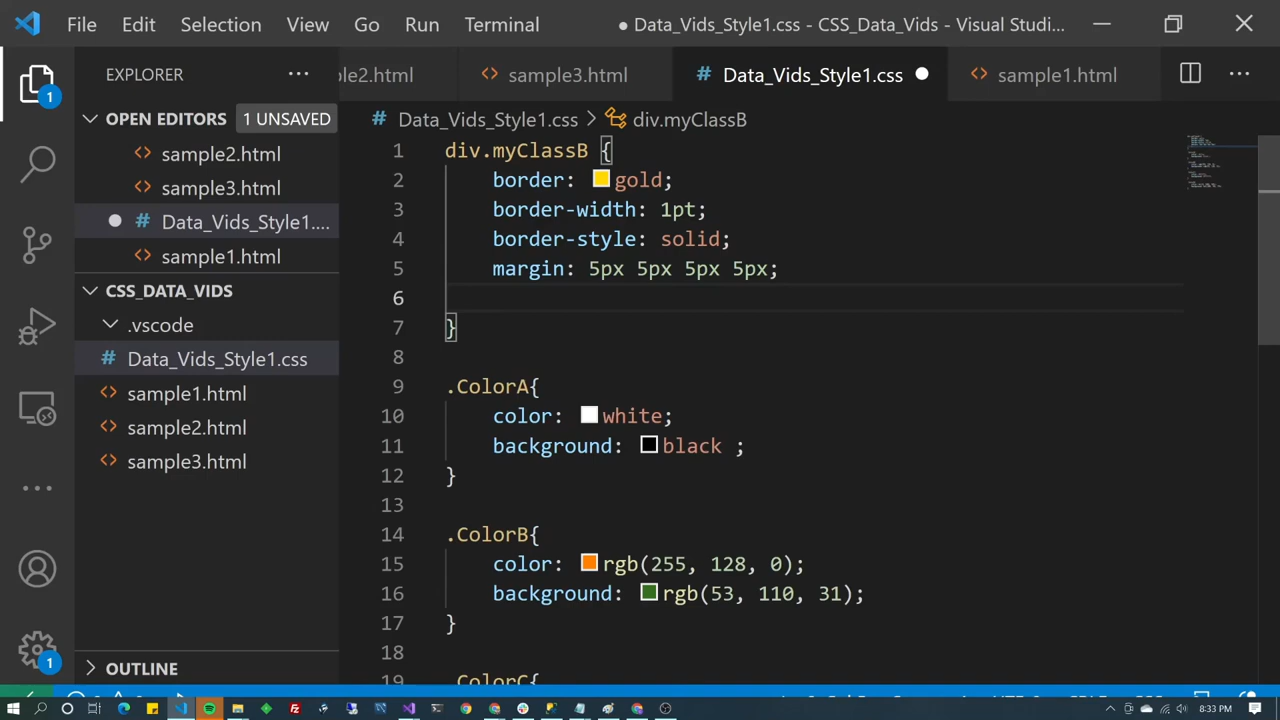 File Edit Selection View Go Run Terminal ● Data_Vids_Style1.css - CSS_Data_Vids - Visual Studi...
EXPLORER ...
ple2.html sample3.html # Data_Vids_Style1.css sample1.html ...
OPEN EDITORS 1 UNSAVED
sample2.html
sample3.html
# Data_Vids_Style1....
sample1.html
CSS_DATA_VIDS
.vscode
# Data_Vids_Style1.css
sample1.html
sample2.html
sample3.html
OUTLINE
1
1
# Data_Vids_Style1.css > div.myClassB
1 div.myClassB {
2 border: gold;
3 border-width: 1pt;
4 border-style: solid;
5 margin: 5px 5px 5px 5px;
6
7 }
8
9 .ColorA{
10 color: white;
11 background: black ;
12 }
13
14 .ColorB{
15 color: rgb(255, 128, 0);
16 background: rgb(53, 110, 31);
17 }
18
19 .ColorC{
8:33 PM